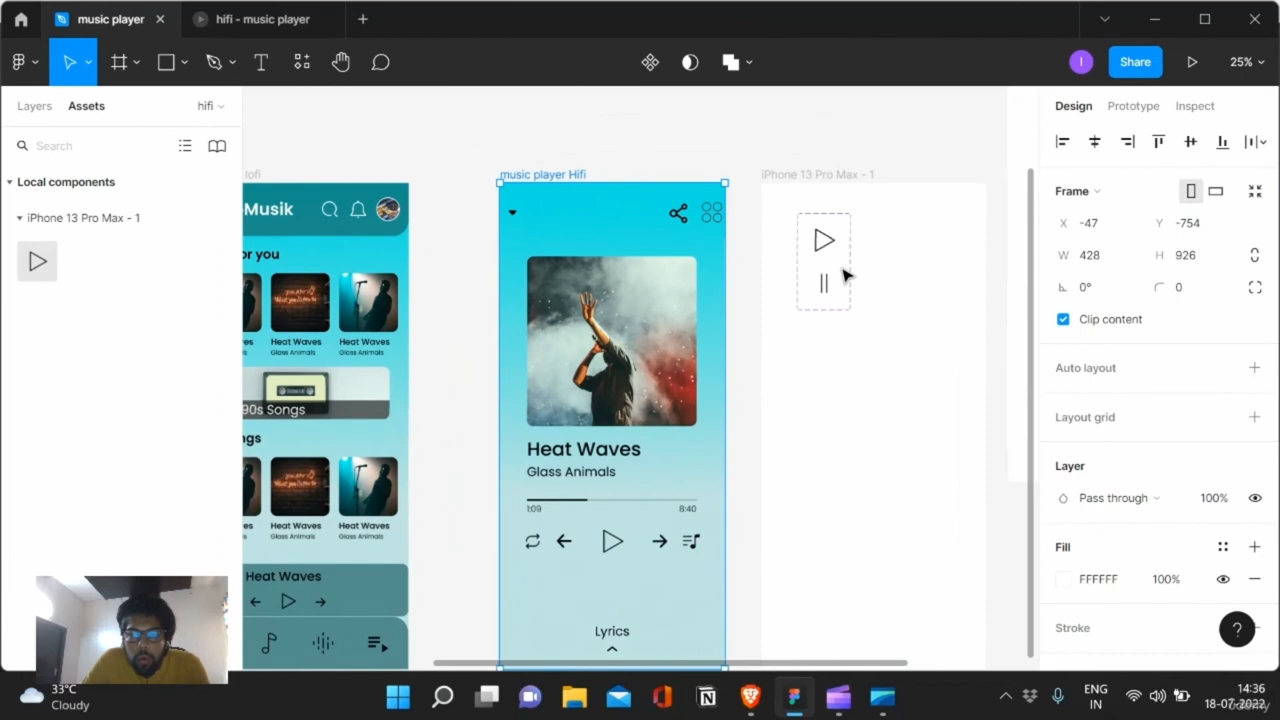 music player
hifi - music player
Share
25%
Layers
Assets
hifi
Search
Local components
iPhone 13 Pro Max - 1
lofi
Musik
or you
Heat Waves
Glass Animals
Heat Waves
Glass Animals
90s Songs
ngs
Heat Waves
Glass Animals
Heat Waves
Glass Animals
Heat Waves
music player Hifi
Heat Waves
Glass Animals
1:09
8:40
Lyrics
iPhone 13 Pro Max - 1
Design
Prototype
Inspect
Frame
X -47
Y -754
W 428
H 926
0°
0
Clip content
Auto layout
Layout grid
Layer
Pass through
100%
Fill
FFFFFF
100%
Stroke
?
33°C
Cloudy
ENG
IN
14:36
18-07-2022